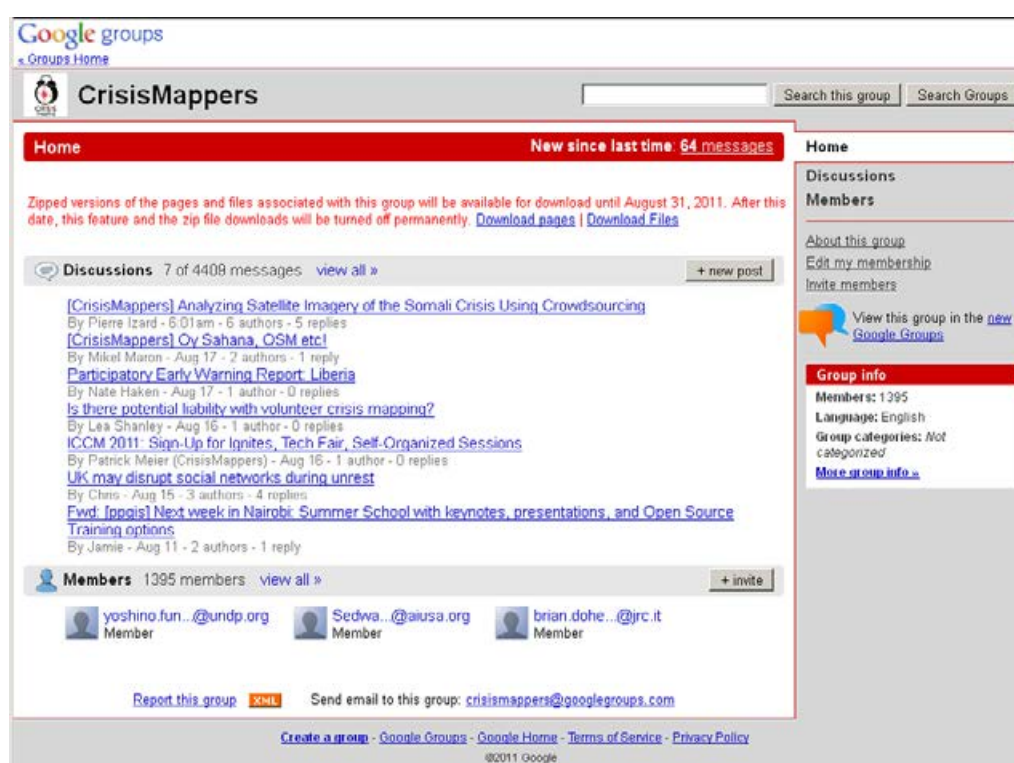 Google groups
« Groups Home
CrisisMappers
Search this group
Search Groups
Home
New since last time: 64 messages
Zipped versions of the pages and files associated with this group will be available for download until August 31, 2011. After this
date, this feature and the zip file downloads will be turned off permanently. Download pages | Download Files
Discussions 7 of 4409 messages view all »
+ new post
[CrisisMappers] Analyzing Satellite Imagery of the Somali Crisis Using Crowdsourcing
By Pierre Izard - 6:01am - 6 authors - 5 replies
[CrisisMappers] Oy Sahana, OSM etc!
By Mikel Maron - Aug 17 - 2 authors - 1 reply
Participatory Early Warning Report: Liberia
By Nate Haken - Aug 17 - 1 author - 0 replies
Is there potential liability with volunteer crisis mapping?
By Lea Shanley - Aug 16 - 1 author - 0 replies
ICCM 2011: Sign-Up for Ignites, Tech Fair, Self-Organized Sessions
By Patrick Meier (CrisisMappers) - Aug 16 - 1 author - 0 replies
UK may disrupt social networks during unrest
By Chris - Aug 15 - 3 authors - 4 replies
Fwd: [ppgis] Next week in Nairobi: Summer School with keynotes, presentations, and Open Source
Training options
By Jamie - Aug 11 - 2 authors - 1 reply
Members 1395 members view all »
+ invite
yoshino.fun...@undp.org
Member
Sedwa...@aiusa.org
Member
brian.dohe...@jrc.it
Member
Report this group XML Send email to this group: crisismappers@googlegroups.com
Home
Discussions
Members
About this group
Edit my membership
Invite members
View this group in the new
Google Groups
Group info
Members: 1395
Language: English
Group categories: Not
categorized
More group info »
Create a group - Google Groups - Google Home - Terms of Service - Privacy Policy
©2011 Google